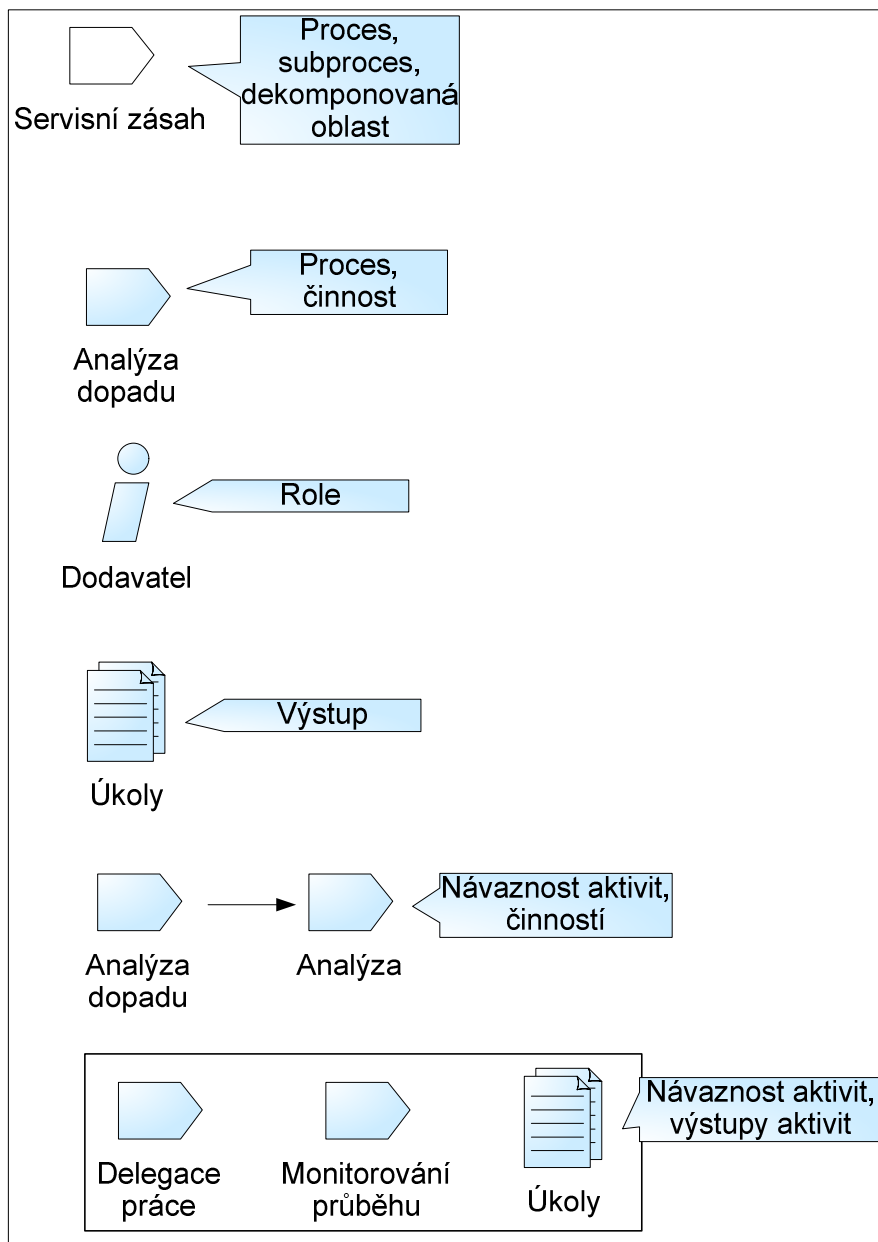 Proces,
subproces,
dekomponovaná
oblast
Servisní zásah
Proces,
činnost
Analýza
dopadu
Role
Dodavatel
Výstup
Úkoly
Návaznost aktivit,
činností
Analýza
dopadu
Analýza
Návaznost aktivit,
výstupy aktivit
Delegace
práce
Monitorování
průběhu
Úkoly